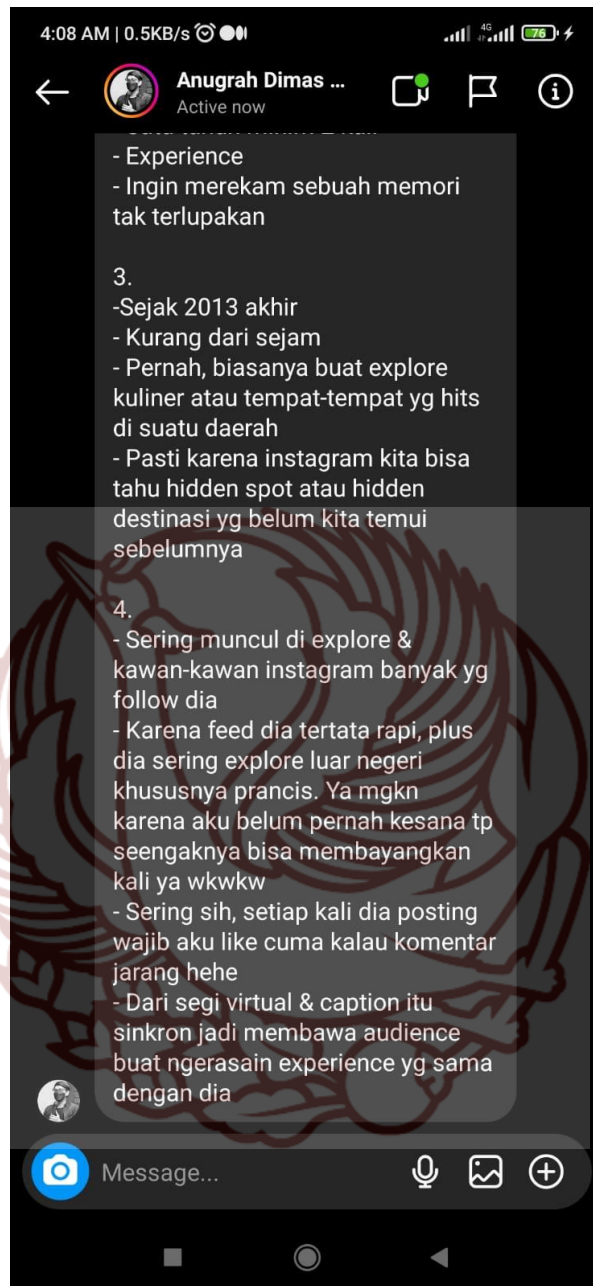 4:08 AM | 0.5KB/s
4G
76
Anugrah Dimas ...
Active now
- Experience
- Ingin merekam sebuah memori
tak terlupakan
3.
-Sejak 2013 akhir
- Kurang dari sejam
- Pernah, biasanya buat explore
kuliner atau tempat-tempat yg hits
di suatu daerah
- Pasti karena instagram kita bisa
tahu hidden spot atau hidden
destinasi yg belum kita temui
sebelumnya
4.
- Sering muncul di explore &
kawan-kawan instagram banyak yg
follow dia
- Karena feed dia tertata rapi, plus
dia sering explore luar negeri
khususnya prancis. Ya mgkn
karena aku belum pernah kesana tp
seengaknya bisa membayangkan
kali ya wkwkw
- Sering sih, setiap kali dia posting
wajib aku like cuma kalau komentar
jarang hehe
- Dari segi virtual & caption itu
sinkron jadi membawa audience
buat ngerasain experience yg sama
dengan dia
Message...